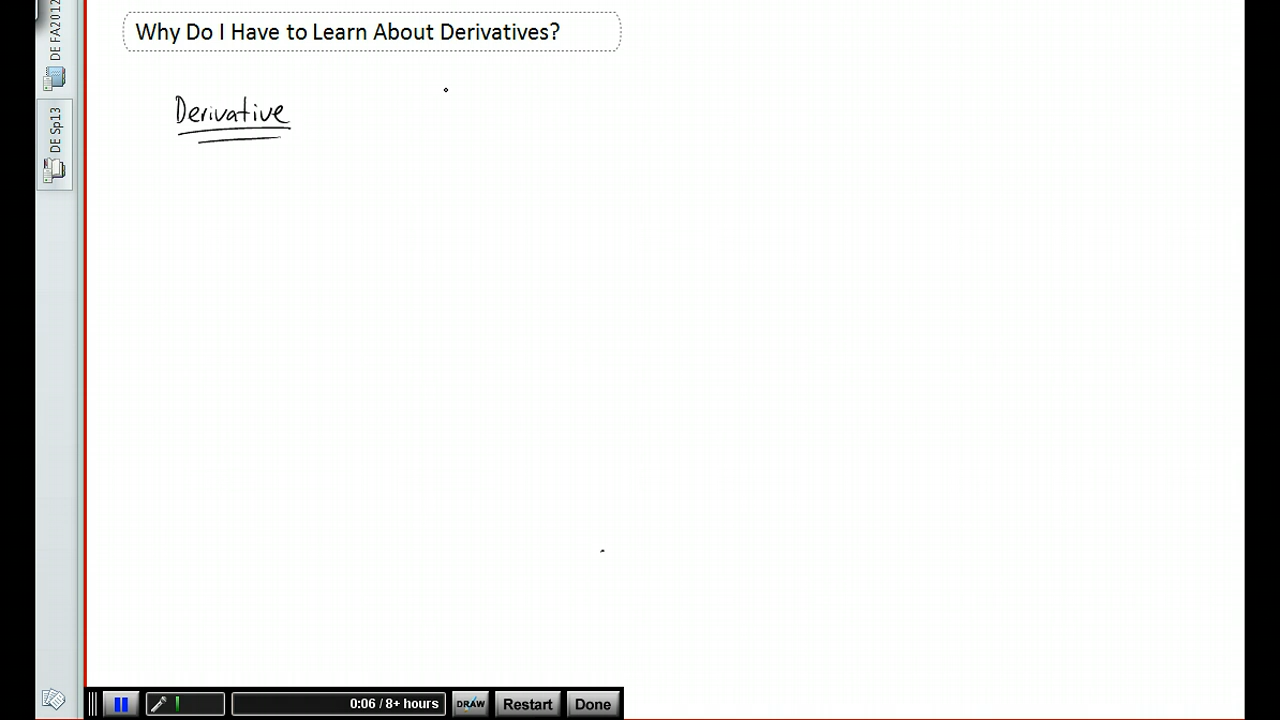 Why Do I Have to Learn About Derivatives?
DE FA2012
Derivative
DE Sp13
0:06 / 8+ hours
DRAW
Restart
Done